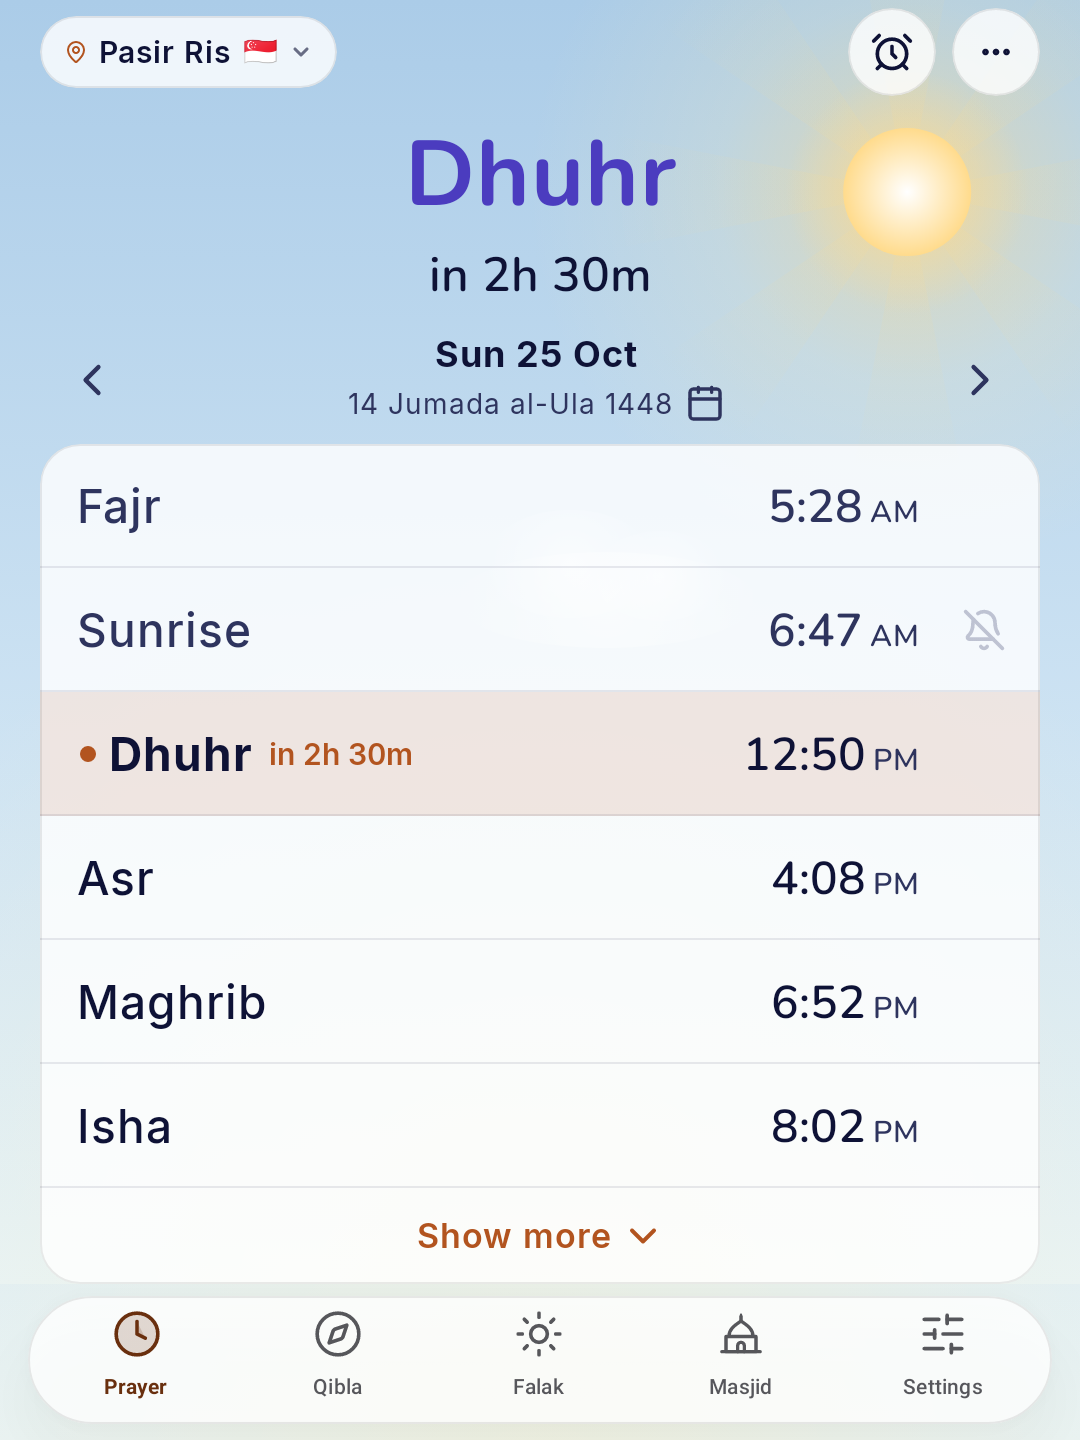 Pasir Ris 🇸🇬
Dhuhr
in 2h 30m
Sun 25 Oct
14 Jumada al-Ula 1448
Fajr 5:28 AM
Sunrise 6:47 AM
Dhuhr in 2h 30m 12:50 PM
Asr 4:08 PM
Maghrib 6:52 PM
Isha 8:02 PM
Show more
Prayer Qibla Falak Masjid Settings